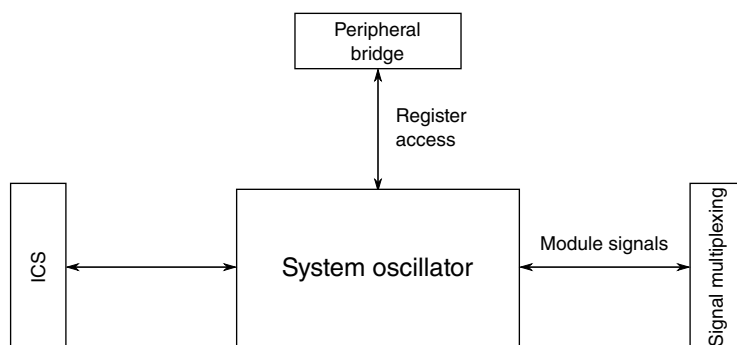 Peripheral
bridge
Register
access
ICS
System oscillator
Module signals
Signal multiplexing